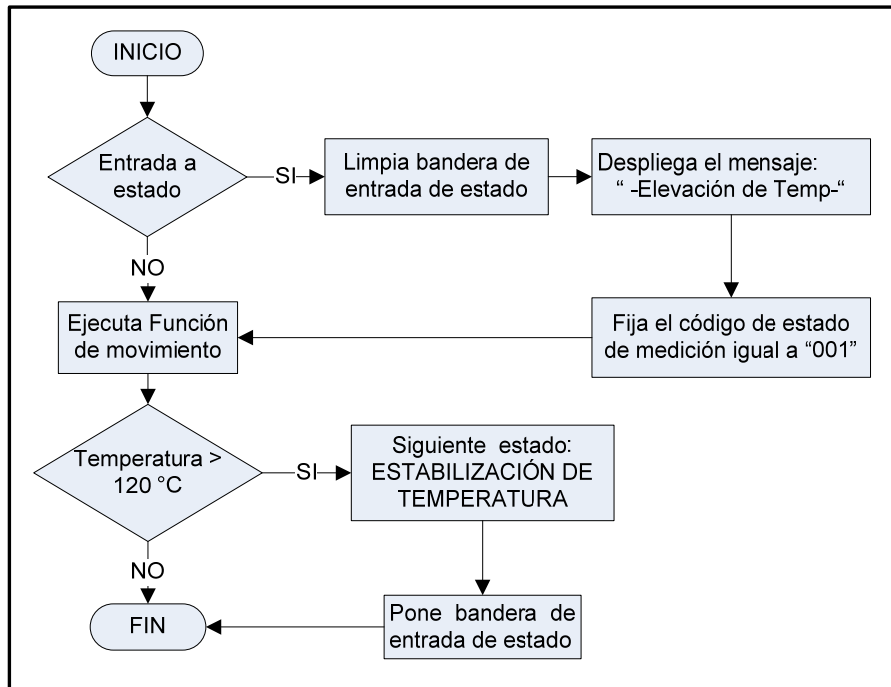 INICIO
Entrada a
estado
SI
Limpia bandera de
entrada de estado
Despliega el mensaje:
“ -Elevación de Temp-“
NO
Fija el código de estado
de medición igual a “001”
Ejecuta Función
de movimiento
Temperatura >
120 °C
SI
Siguiente estado:
ESTABILIZACIÓN DE
TEMPERATURA
NO
Pone bandera de
entrada de estado
FIN